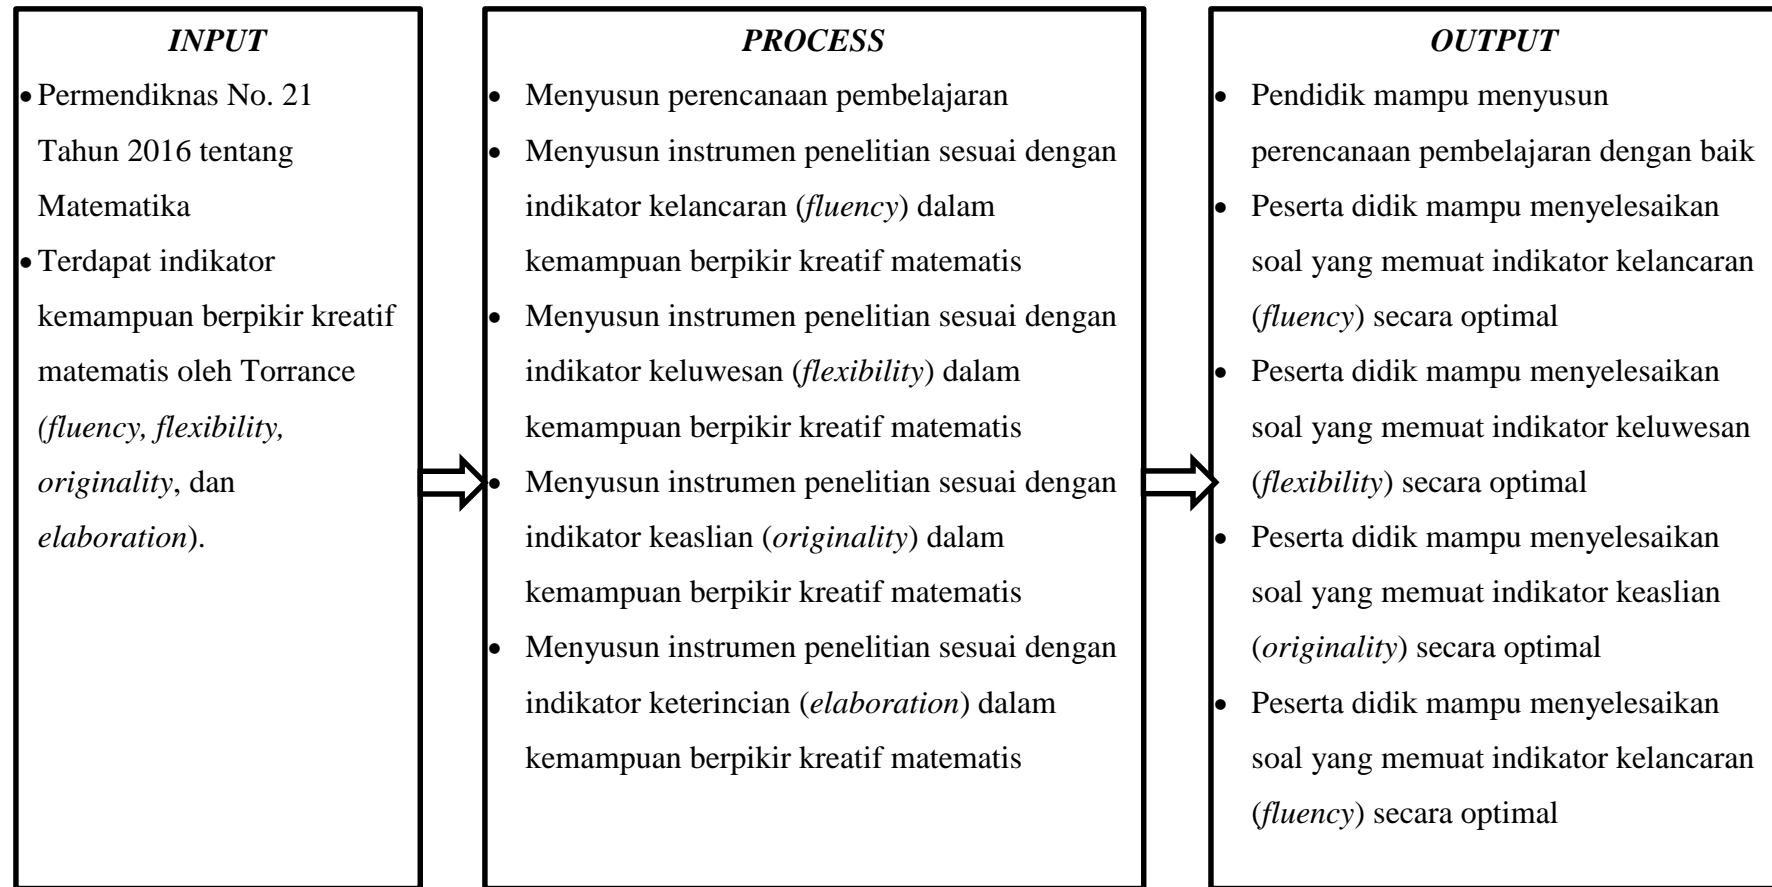 INPUT
• Permendiknas No. 21
Tahun 2016 tentang
Matematika
• Terdapat indikator
kemampuan berpikir kreatif
matematis oleh Torrance
(fluency, flexibility,
originality, dan
elaboration).
PROCESS
• Menyusun perencanaan pembelajaran
• Menyusun instrumen penelitian sesuai dengan
indikator kelancaran (fluency) dalam
kemampuan berpikir kreatif matematis
• Menyusun instrumen penelitian sesuai dengan
indikator keluwesan (flexibility) dalam
kemampuan berpikir kreatif matematis
• Menyusun instrumen penelitian sesuai dengan
indikator keaslian (originality) dalam
kemampuan berpikir kreatif matematis
• Menyusun instrumen penelitian sesuai dengan
indikator keterincian (elaboration) dalam
kemampuan berpikir kreatif matematis
OUTPUT
• Pendidik mampu menyusun
perencanaan pembelajaran dengan baik
• Peserta didik mampu menyelesaikan
soal yang memuat indikator kelancaran
(fluency) secara optimal
• Peserta didik mampu menyelesaikan
soal yang memuat indikator keluwesan
(flexibility) secara optimal
• Peserta didik mampu menyelesaikan
soal yang memuat indikator keaslian
(originality) secara optimal
• Peserta didik mampu menyelesaikan
soal yang memuat indikator kelancaran
(fluency) secara optimal